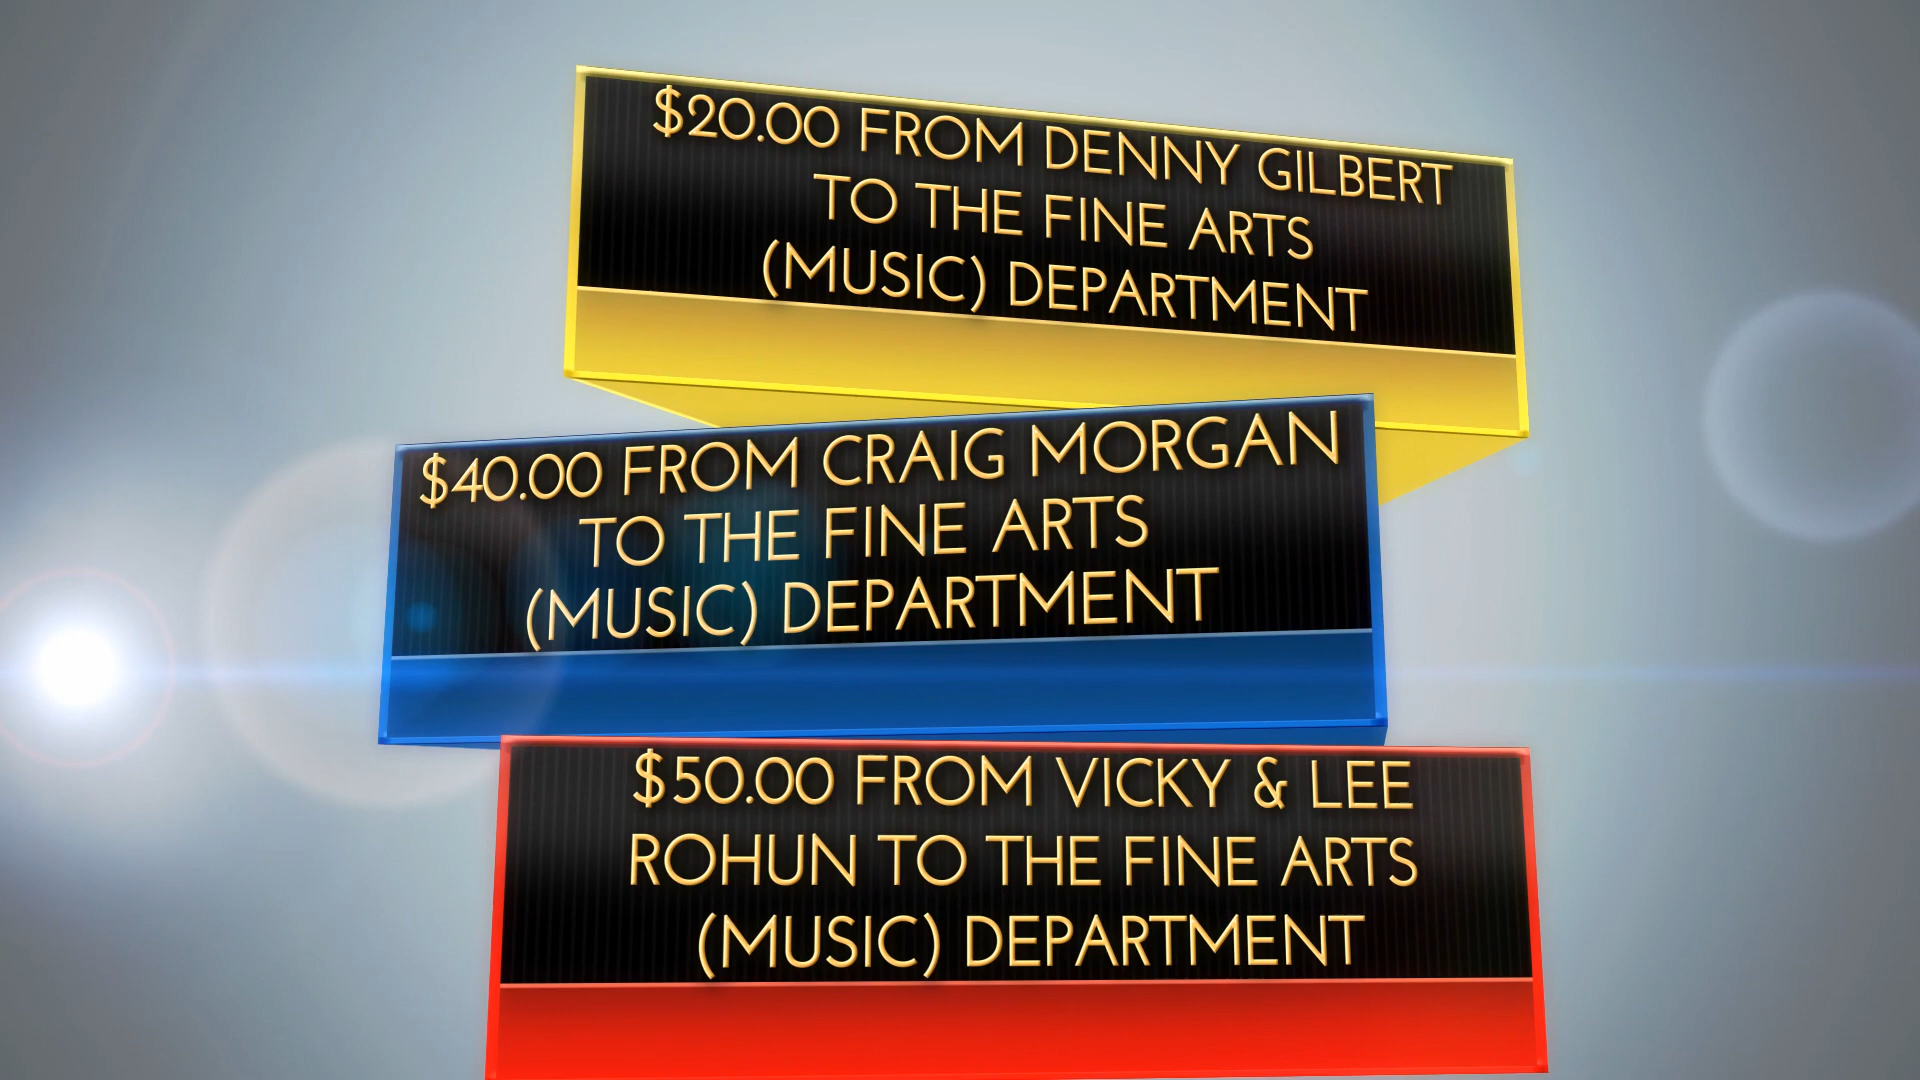 $20.00 FROM DENNY GILBERT
TO THE FINE ARTS
(MUSIC) DEPARTMENT
$40.00 FROM CRAIG MORGAN
TO THE FINE ARTS
(MUSIC) DEPARTMENT
$50.00 FROM VICKY & LEE
ROHUN TO THE FINE ARTS
(MUSIC) DEPARTMENT